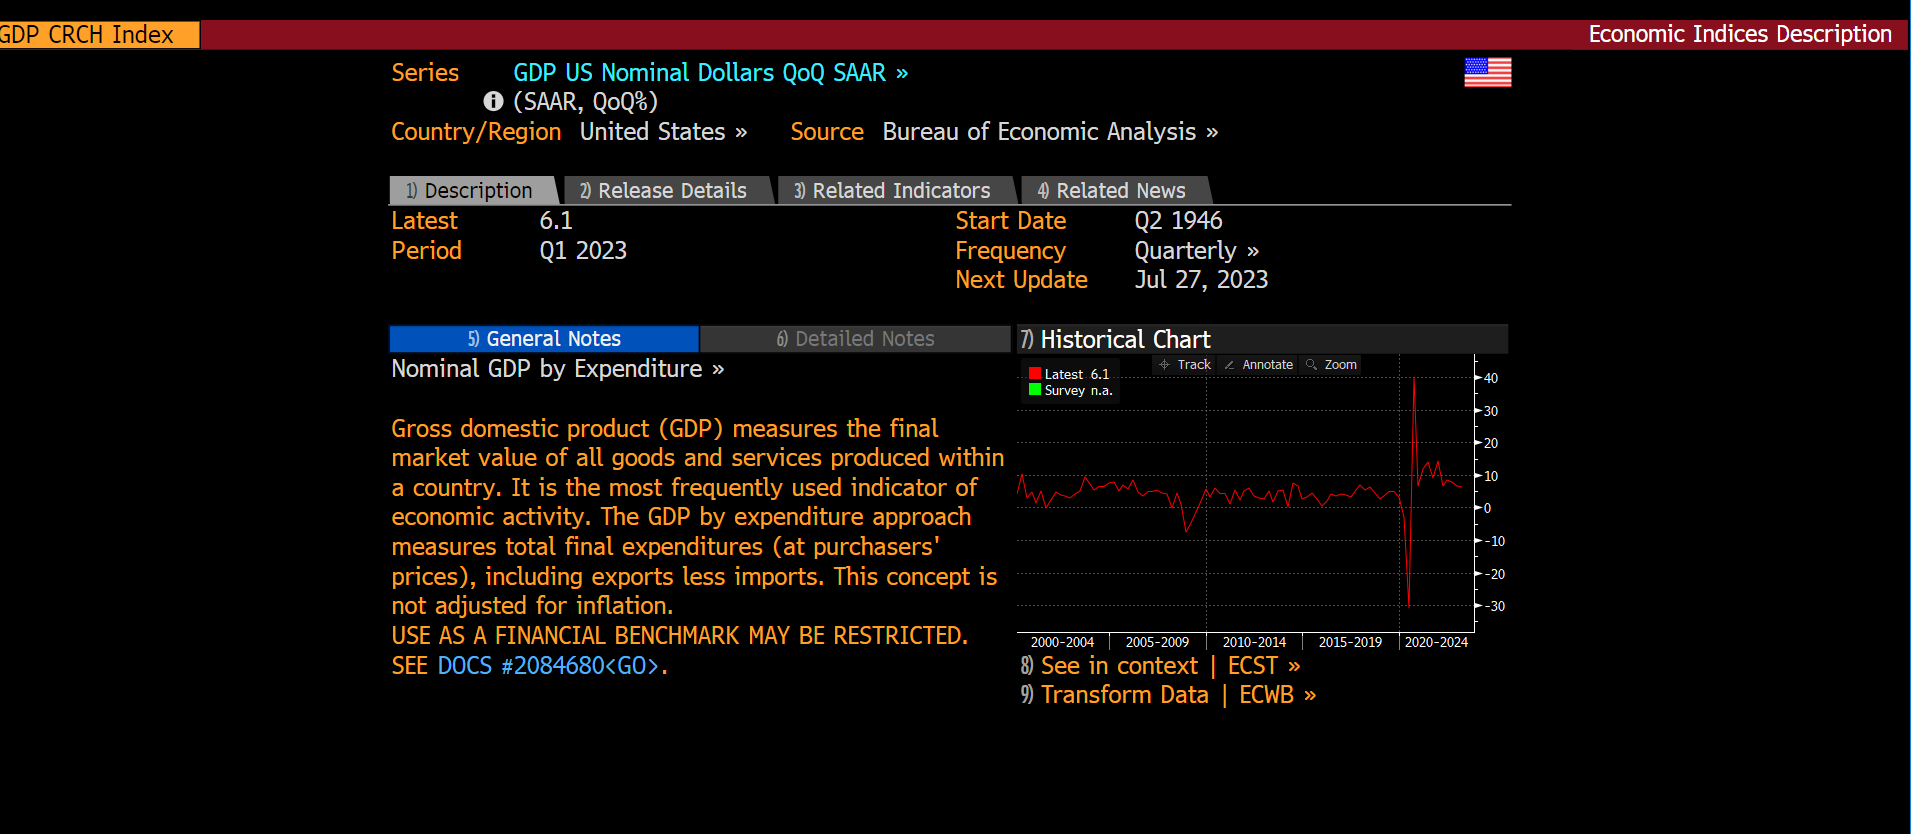 GDP CRCH Index
Economic Indices Description
Series GDP US Nominal Dollars QoQ SAAR »
(SAAR, QoQ%)
Country/Region United States » Source Bureau of Economic Analysis »
1) Description 2) Release Details 3) Related Indicators 4) Related News
Latest 6.1 Start Date Q2 1946
Period Q1 2023 Frequency Quarterly »
Next Update Jul 27, 2023
5) General Notes 6) Detailed Notes
Nominal GDP by Expenditure »
Gross domestic product (GDP) measures the final
market value of all goods and services produced within
a country. It is the most frequently used indicator of
economic activity. The GDP by expenditure approach
measures total final expenditures (at purchasers'
prices), including exports less imports. This concept is
not adjusted for inflation.
USE AS A FINANCIAL BENCHMARK MAY BE RESTRICTED.
SEE DOCS #2084680<GO>.
7) Historical Chart
Track Annotate Zoom
Latest 6.1
Survey n.a.
40
30
20
10
0
-10
-20
-30
2000-2004 2005-2009 2010-2014 2015-2019 2020-2024
8) See in context | ECST »
9) Transform Data | ECWB »